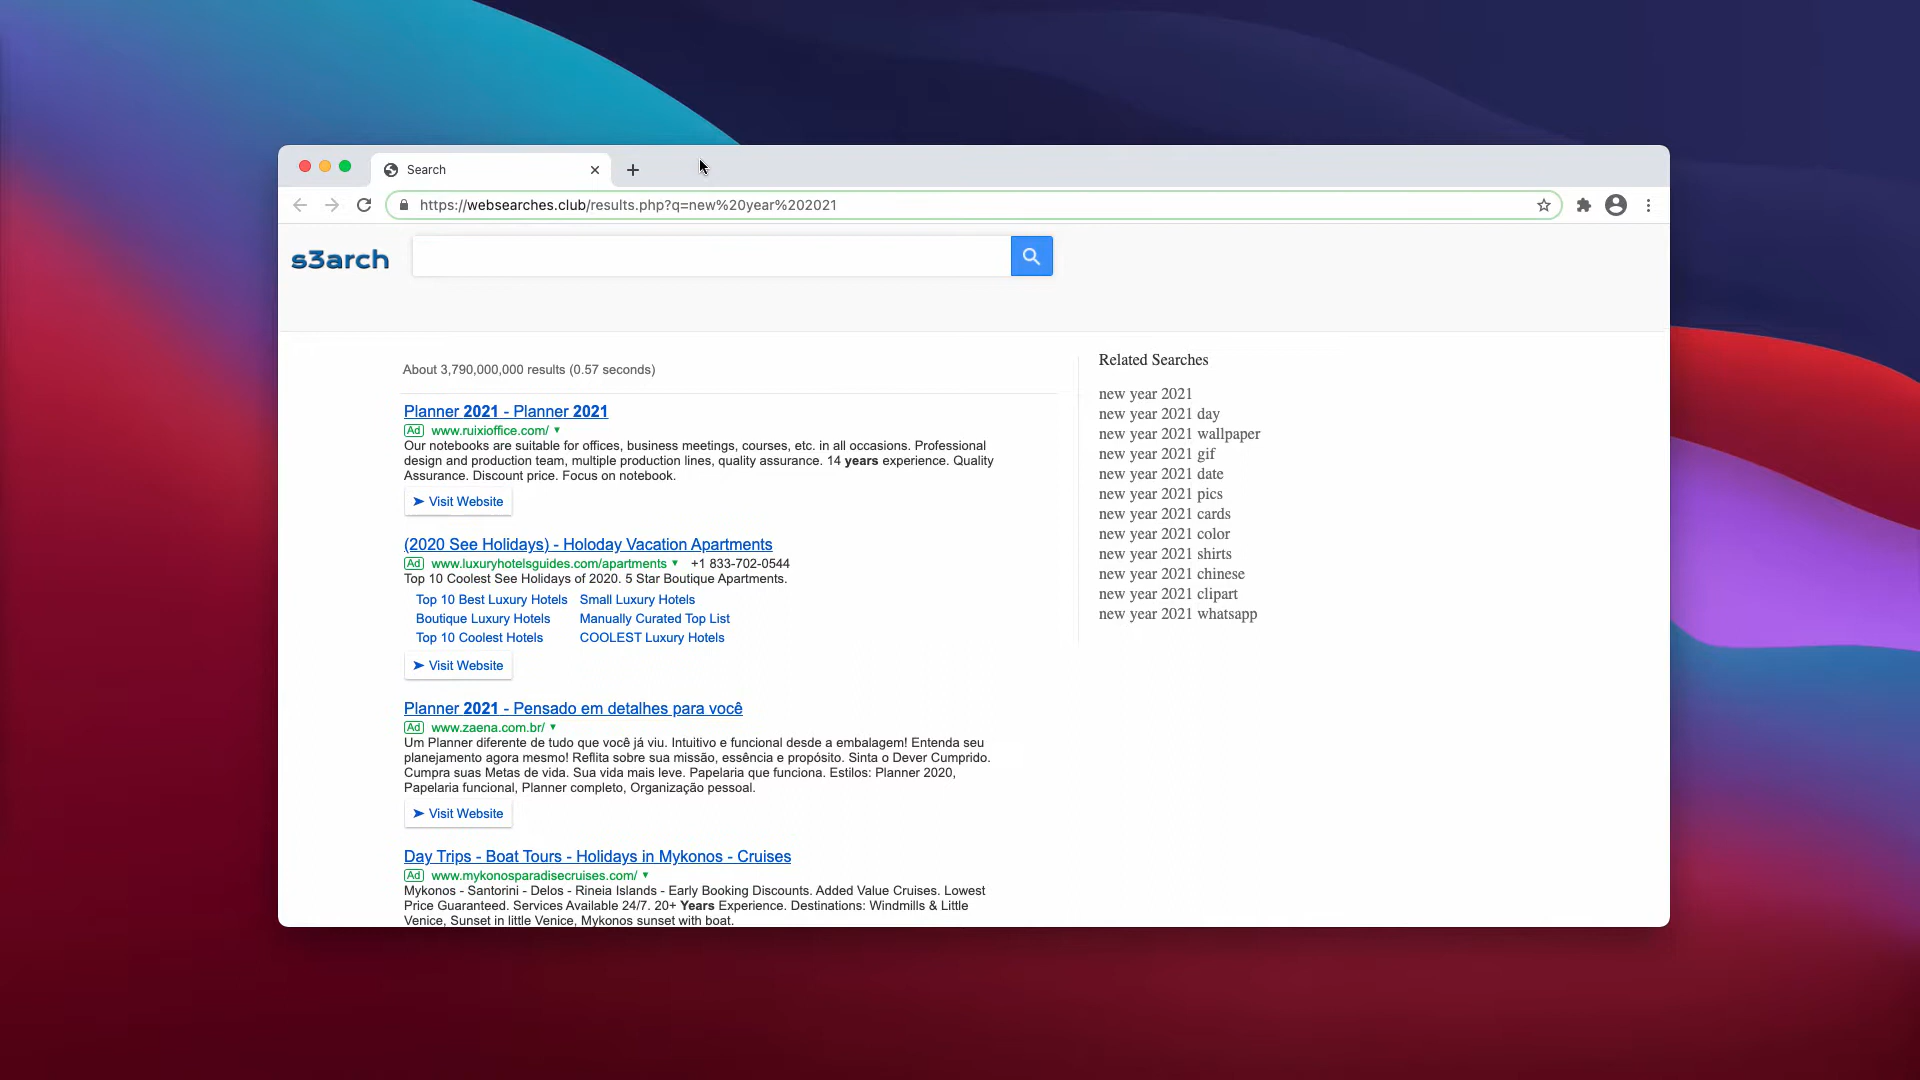 Search
https://websearches.club/results.php?q=new%20year%202021
s3arch
About 3,790,000,000 results (0.57 seconds)
Planner 2021 - Planner 2021
Ad www.ruixioffice.com/
Our notebooks are suitable for offices, business meetings, courses, etc. in all occasions. Professional
design and production team, multiple production lines, quality assurance. 14 years experience. Quality
Assurance. Discount price. Focus on notebook.
Visit Website
(2020 See Holidays) - Holoday Vacation Apartments
Ad www.luxuryhotelsguides.com/apartments +1 833-702-0544
Top 10 Coolest See Holidays of 2020. 5 Star Boutique Apartments.
Top 10 Best Luxury Hotels Small Luxury Hotels
Boutique Luxury Hotels Manually Curated Top List
Top 10 Coolest Hotels COOLEST Luxury Hotels
Visit Website
Planner 2021 - Pensado em detalhes para você
Ad www.zaena.com.br/
Um Planner diferente de tudo que você já viu. Intuitivo e funcional desde a embalagem! Entenda seu
planejamento agora mesmo! Reflita sobre sua missão, essência e propósito. Sinta o Dever Cumprido.
Cumpra suas Metas de vida. Sua vida mais leve. Papelaria que funciona. Estilos: Planner 2020,
Papelaria funcional, Planner completo, Organização pessoal.
Visit Website
Day Trips - Boat Tours - Holidays in Mykonos - Cruises
Ad www.mykonosparadisecruises.com/
Mykonos - Santorini - Delos - Rineia Islands - Early Booking Discounts. Added Value Cruises. Lowest
Price Guaranteed. Services Available 24/7. 20+ Years Experience. Destinations: Windmills & Little
Venice, Sunset in little Venice, Mykonos sunset with boat.
Related Searches
new year 2021
new year 2021 day
new year 2021 wallpaper
new year 2021 gif
new year 2021 date
new year 2021 pics
new year 2021 cards
new year 2021 color
new year 2021 shirts
new year 2021 chinese
new year 2021 clipart
new year 2021 whatsapp